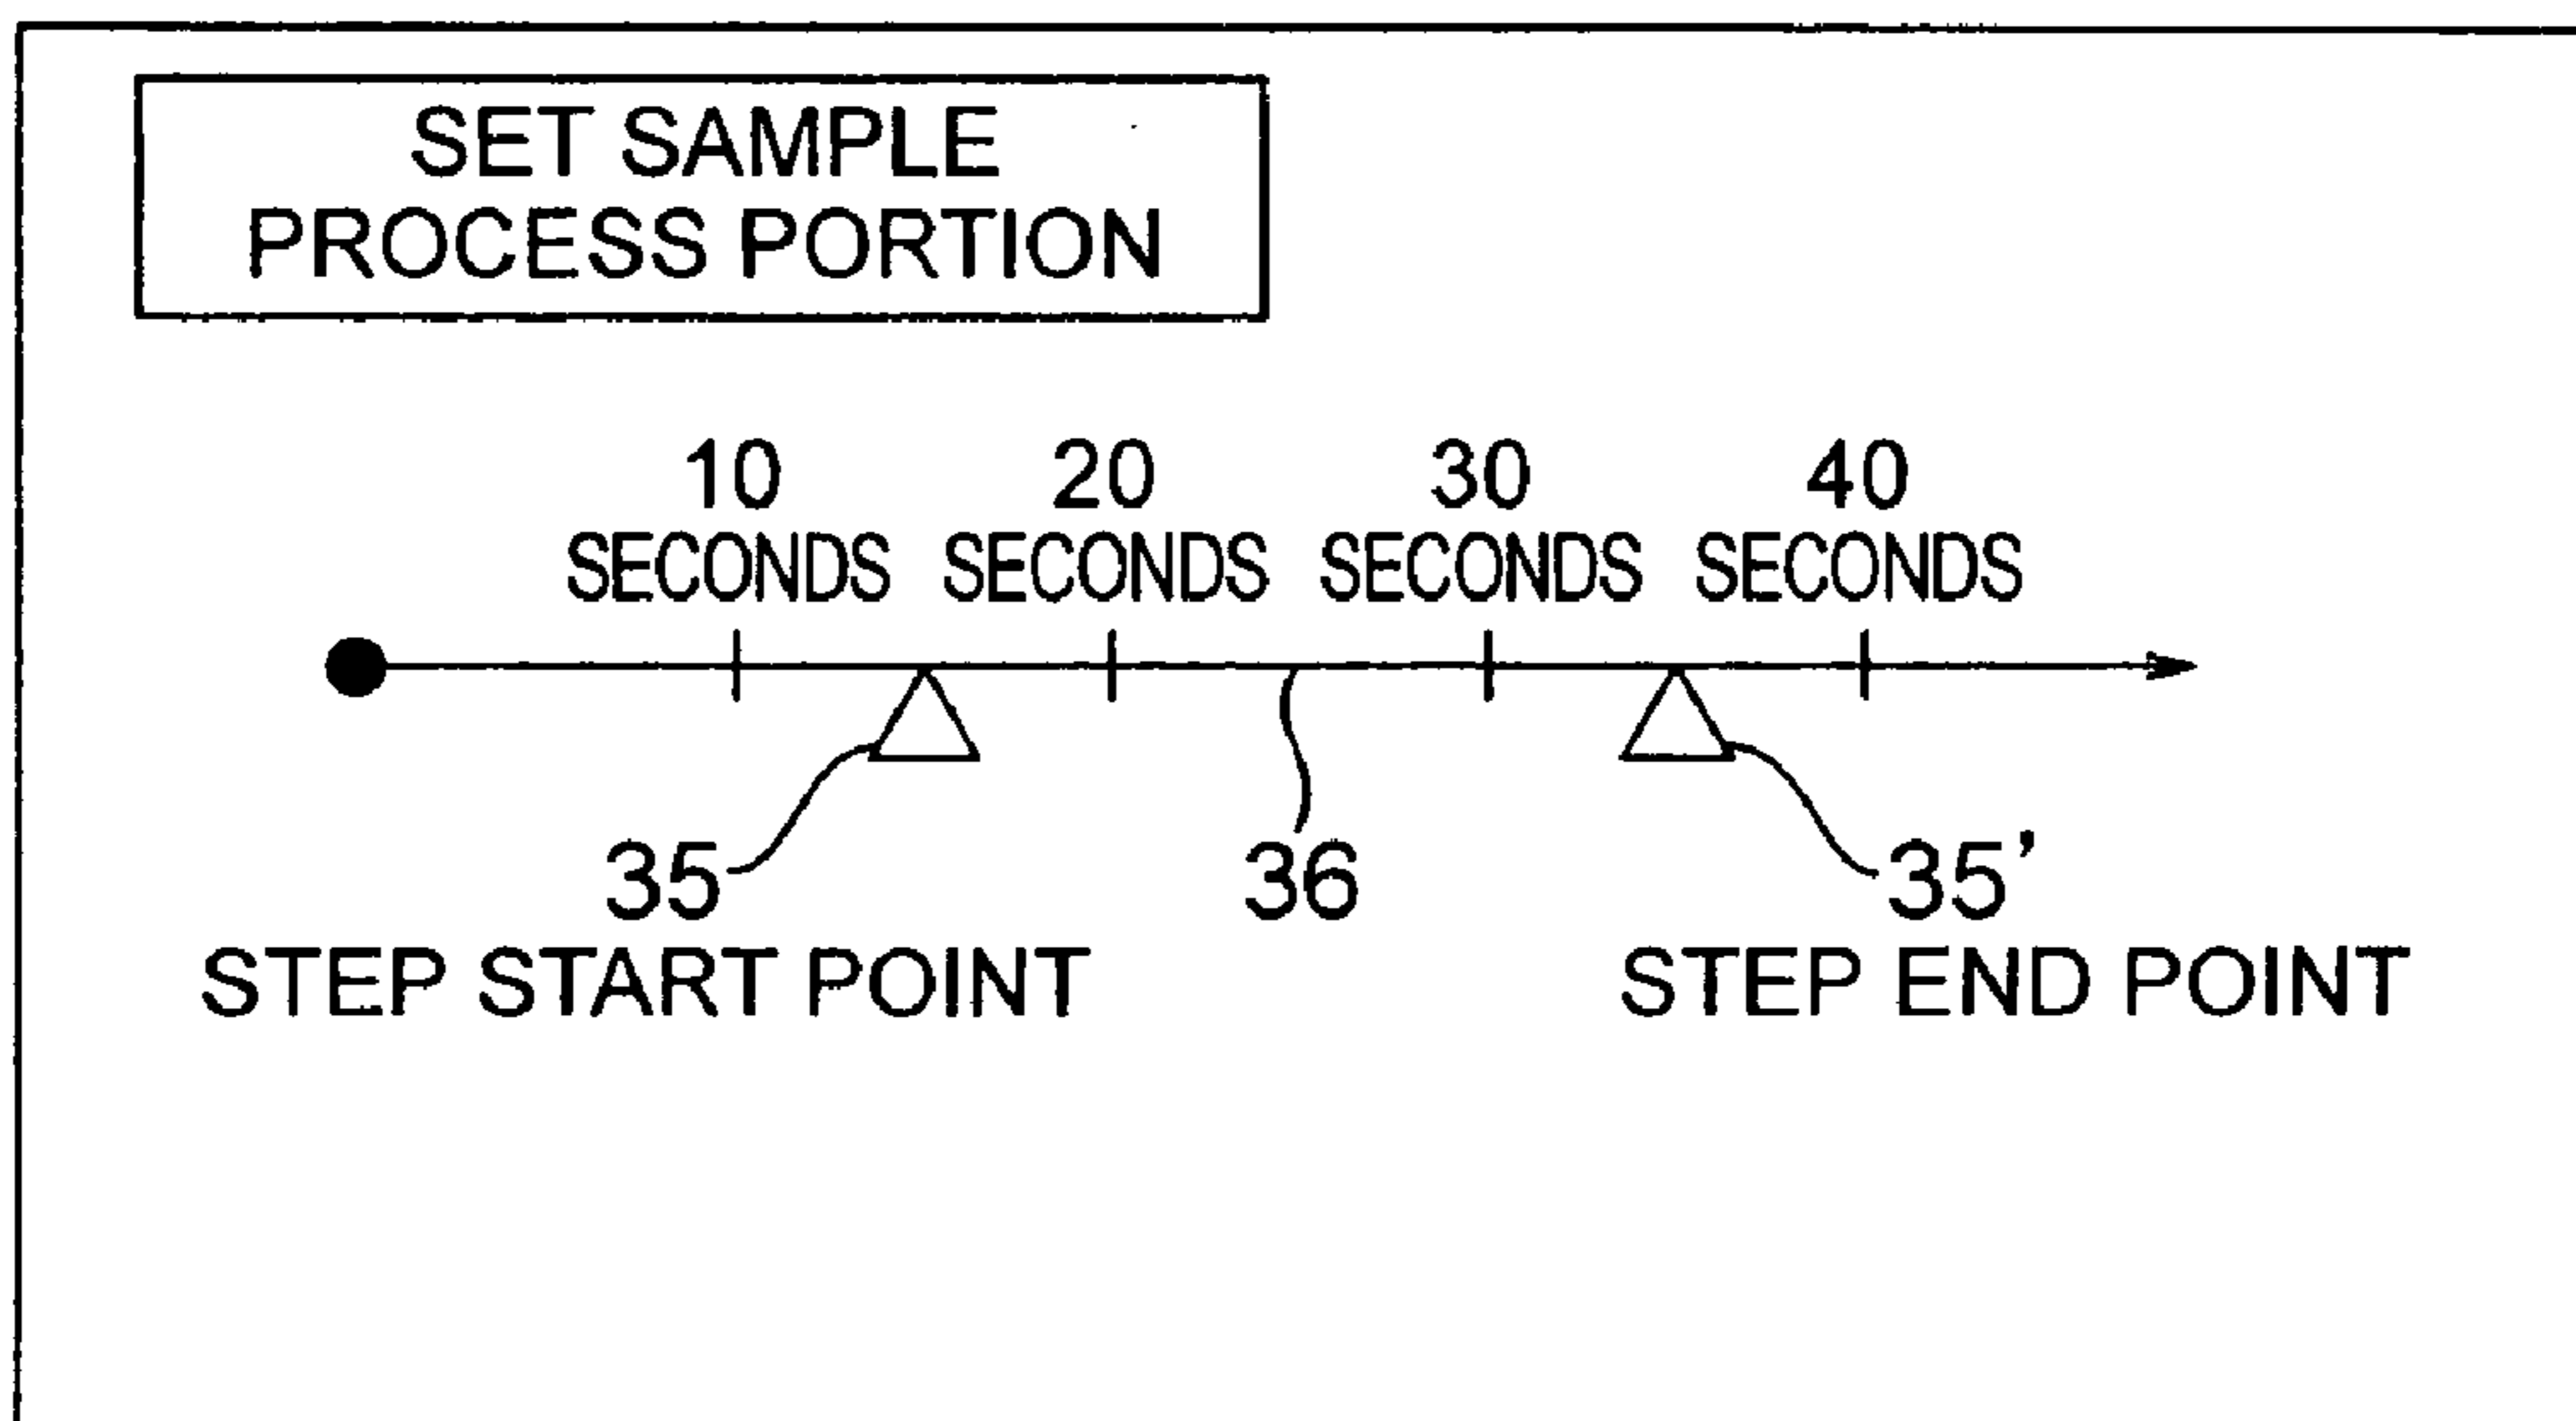 SET SAMPLE
PROCESS PORTION
10 20 30 40
SECONDS SECONDS SECONDS SECONDS
35 36 35’
STEP START POINT STEP END POINT